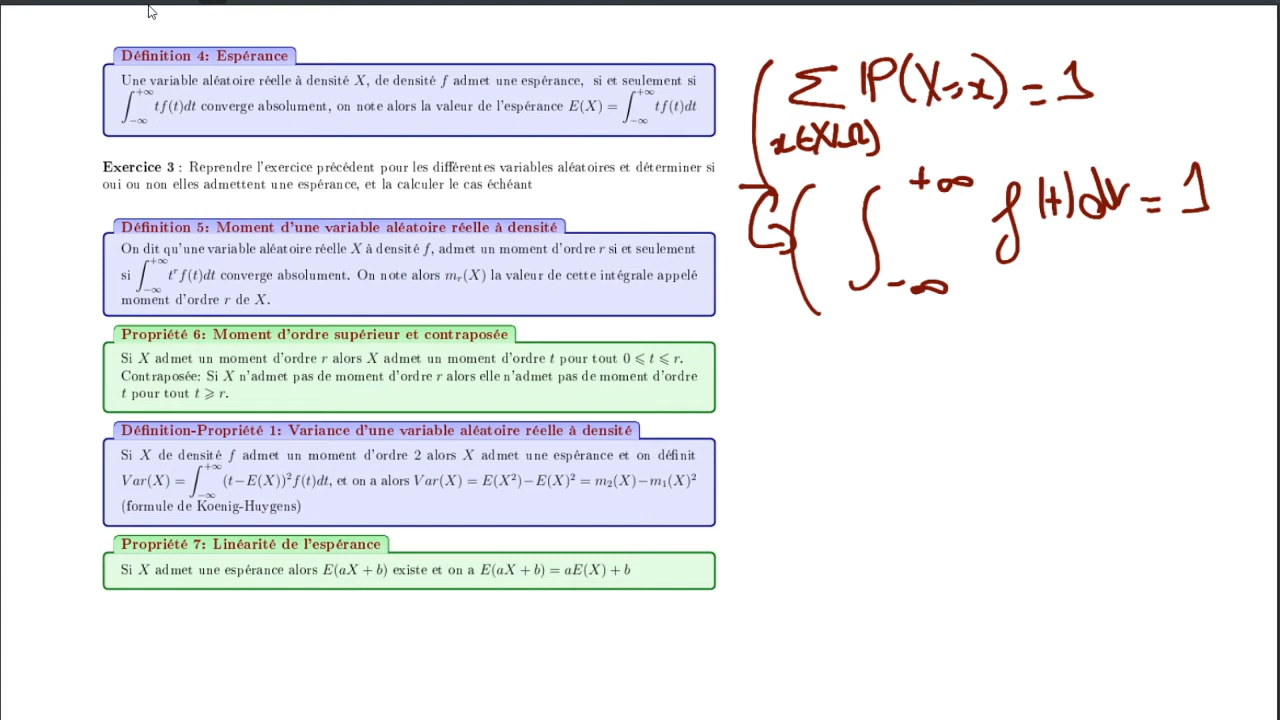 Définition 4: Espérance
Une variable aléatoire réelle à densité X, de densité f admet une espérance, si et seulement si
∫_{−∞}^{+∞} tf(t)dt converge absolument, on note alors la valeur de l'espérance E(X) = ∫_{−∞}^{+∞} tf(t)dt
Exercice 3 : Reprendre l'exercice précédent pour les différentes variables aléatoires et déterminer si
oui ou non elles admettent une espérance, et la calculer le cas échéant
Définition 5: Moment d'une variable aléatoire réelle à densité
On dit qu'une variable aléatoire réelle X à densité f, admet un moment d'ordre r si et seulement
si ∫_{−∞}^{+∞} t^r f(t)dt converge absolument. On note alors m_r(X) la valeur de cette intégrale appelé
moment d'ordre r de X.
Propriété 6: Moment d'ordre supérieur et contraposée
Si X admet un moment d'ordre r alors X admet un moment d'ordre t pour tout 0 ⩽ t ⩽ r.
Contraposée: Si X n'admet pas de moment d'ordre r alors elle n'admet pas de moment d'ordre
t pour tout t ⩾ r.
Définition-Propriété 1: Variance d'une variable aléatoire réelle à densité
Si X de densité f admet un moment d'ordre 2 alors X admet une espérance et on définit
Var(X) = ∫_{−∞}^{+∞} (t−E(X))²f(t)dt, et on a alors Var(X) = E(X²)−E(X)² = m₂(X)−m₁(X)²
(formule de Koenig-Huygens)
Propriété 7: Linéarité de l'espérance
Si X admet une espérance alors E(aX + b) existe et on a E(aX + b) = aE(X) + b
∑ P(X=x) = 1
x∈X(Ω)
∫_{−∞}^{+∞} f(t)dt = 1